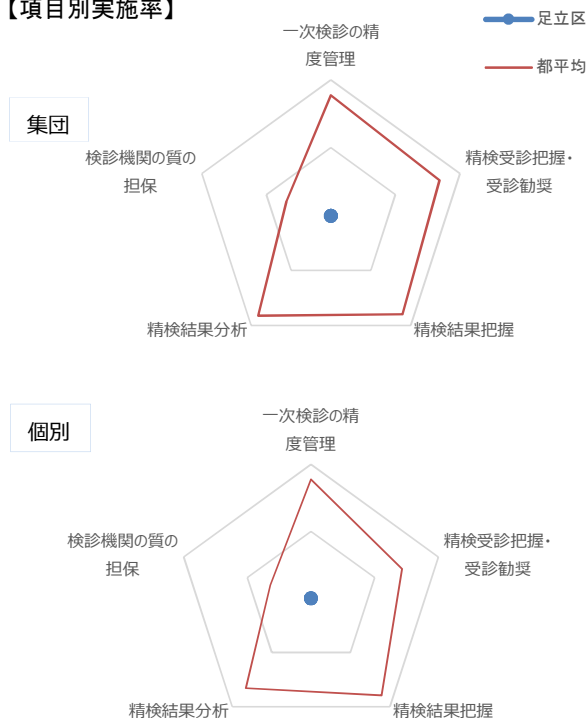 【項目別実施率】
足立区
都平均
集団
一次検診の精
度管理
検診機関の質の
担保
精検受診把握・
受診勧奨
精検結果分析
精検結果把握
個別
一次検診の精
度管理
検診機関の質の
担保
精検受診把握・
受診勧奨
精検結果分析
精検結果把握